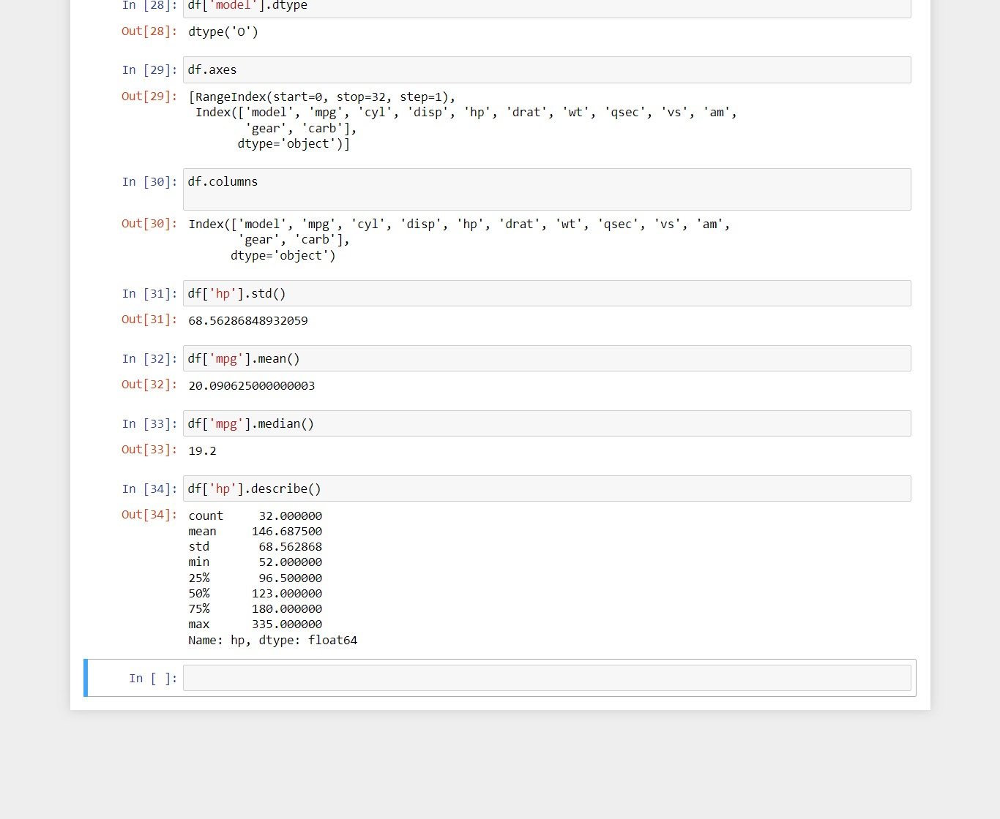 In [28]: df['model'].dtype
Out[28]: dtype('O')
In [29]: df.axes
Out[29]: [RangeIndex(start=0, stop=32, step=1),
Index(['model', 'mpg', 'cyl', 'disp', 'hp', 'drat', 'wt', 'qsec', 'vs', 'am',
'gear', 'carb'],
dtype='object')]
In [30]: df.columns
Out[30]: Index(['model', 'mpg', 'cyl', 'disp', 'hp', 'drat', 'wt', 'qsec', 'vs', 'am',
'gear', 'carb'],
dtype='object')
In [31]: df['hp'].std()
Out[31]: 68.56286848932059
In [32]: df['mpg'].mean()
Out[32]: 20.090625000000003
In [33]: df['mpg'].median()
Out[33]: 19.2
In [34]: df['hp'].describe()
Out[34]: count 32.000000
mean 146.687500
std 68.562868
min 52.000000
25% 96.500000
50% 123.000000
75% 180.000000
max 335.000000
Name: hp, dtype: float64
In [ ]: